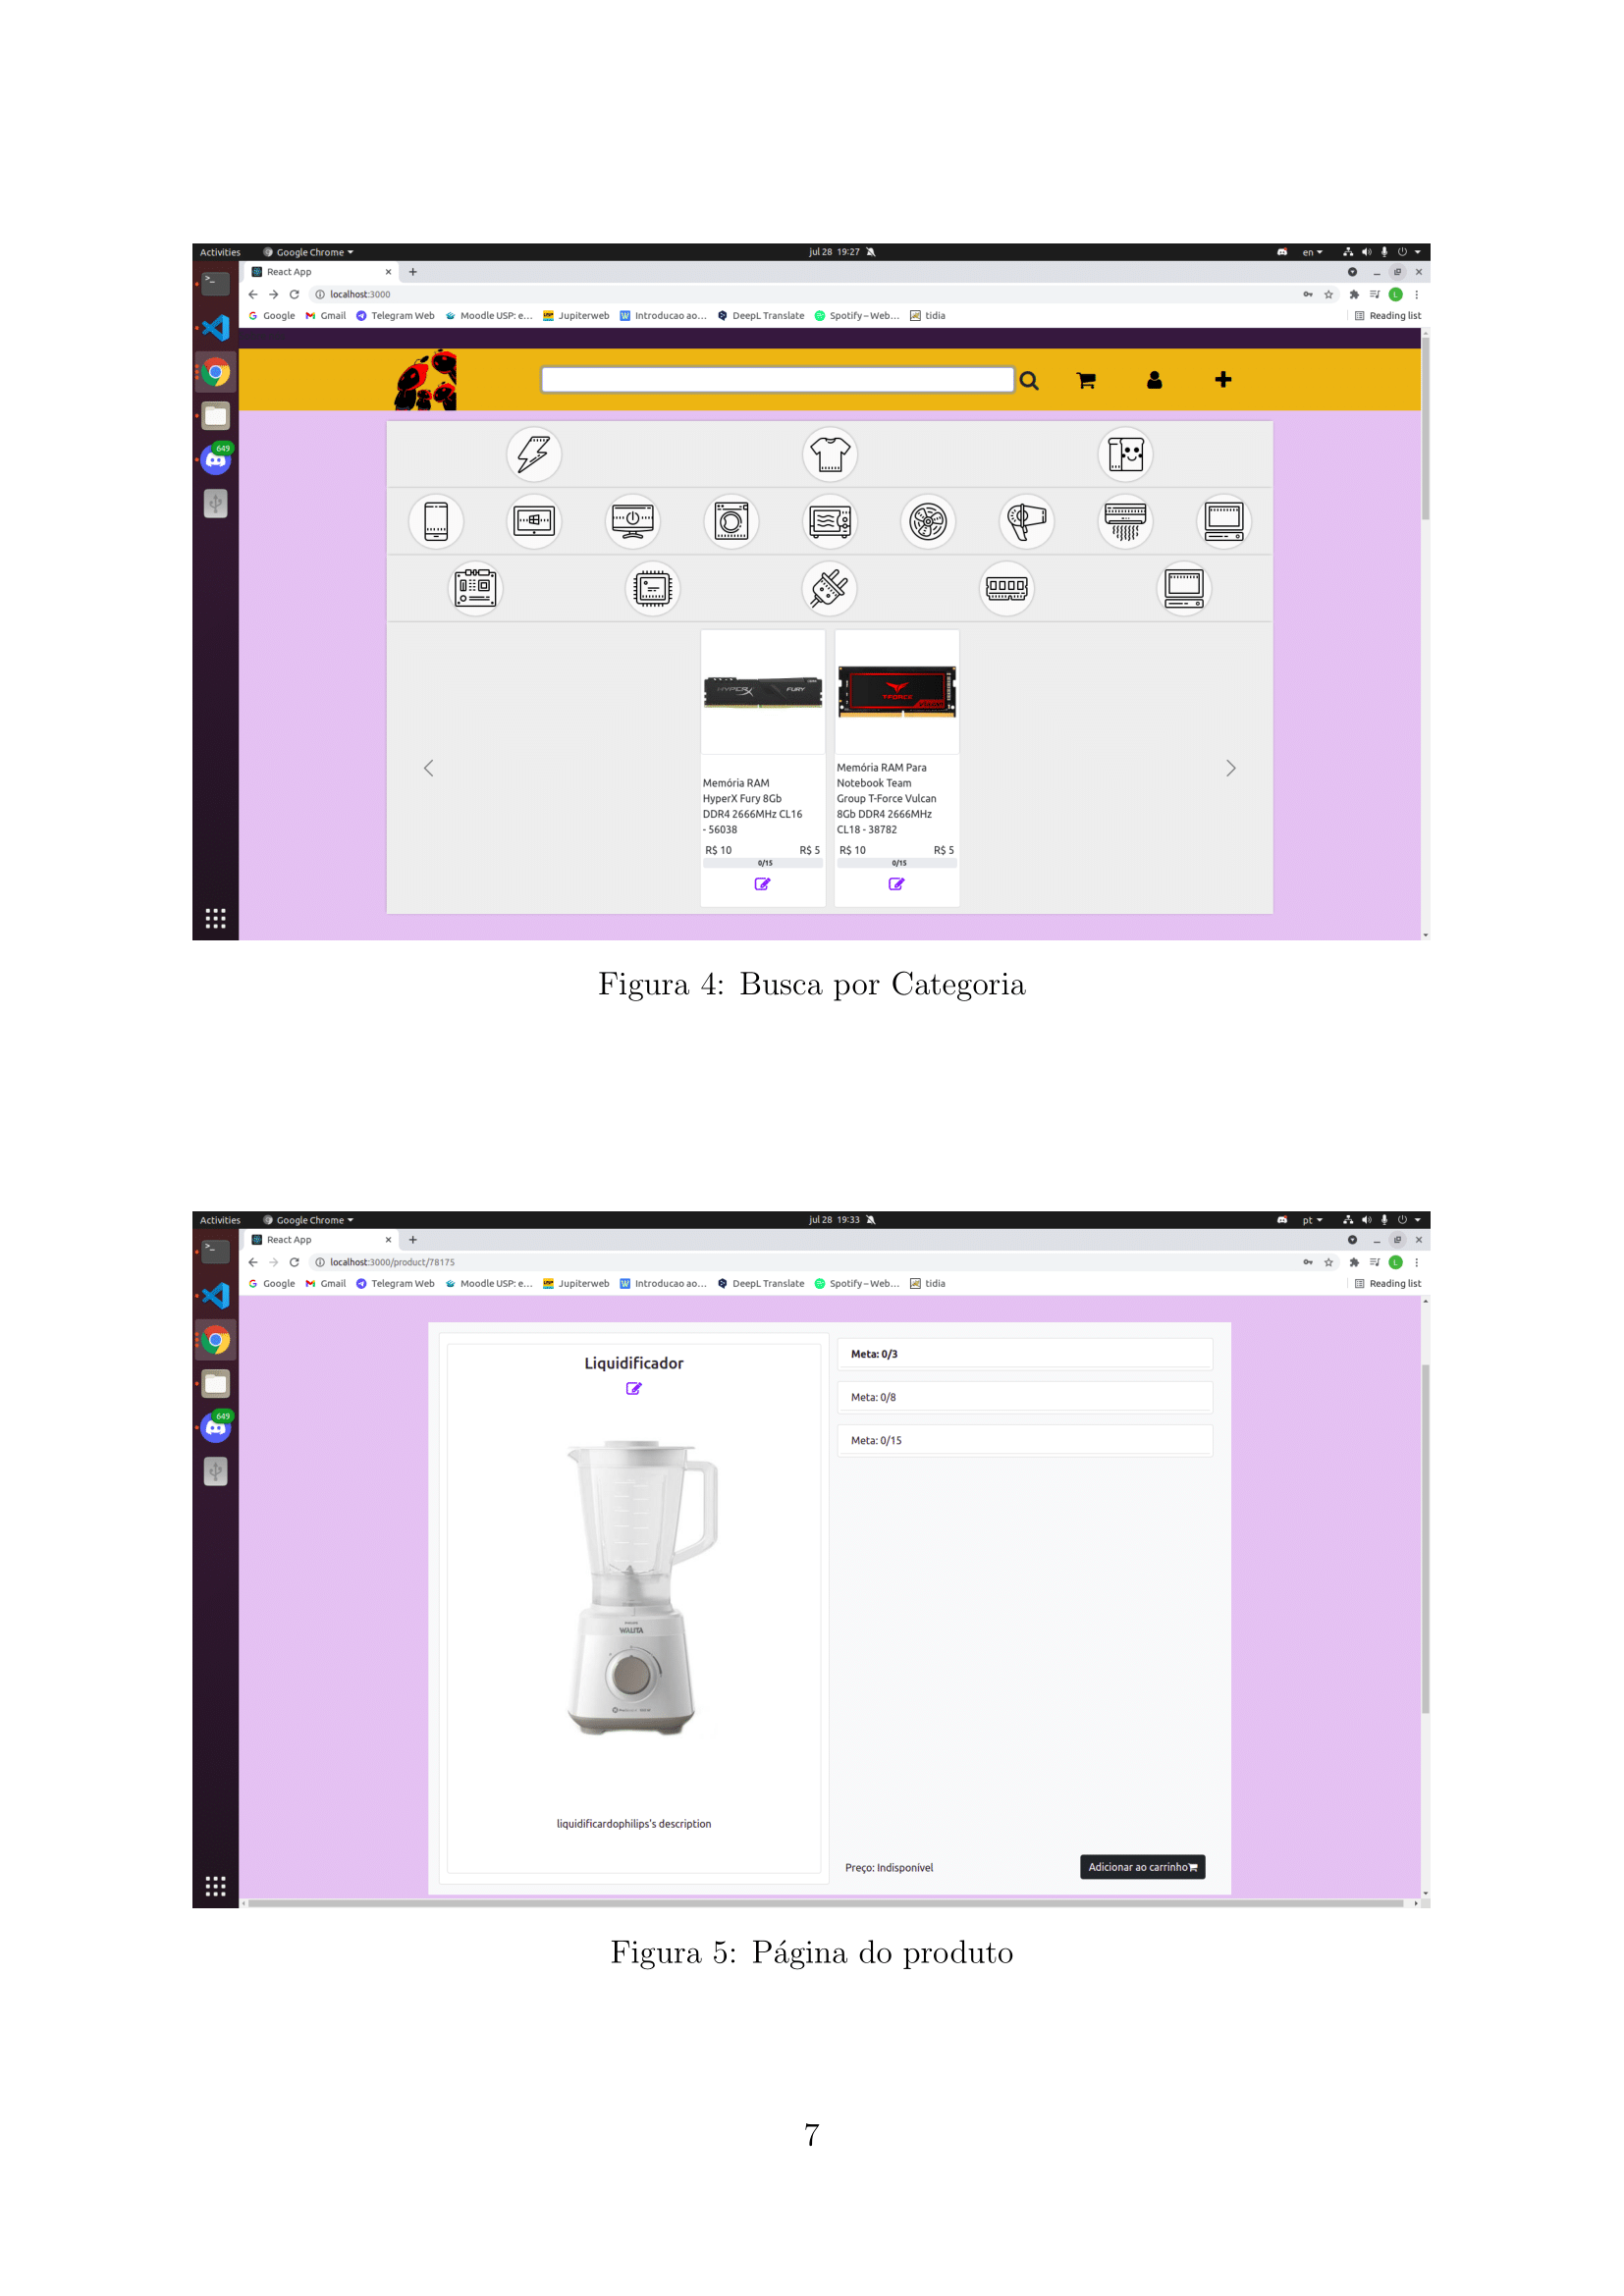 Activities Google Chrome jul 28 19:27 en
React App
localhost:3000
Google Gmail Telegram Web Moodle USP: e... Jupiterweb Introducao ao... DeepL Translate Spotify – Web... tidia Reading list
649
HYPERX FURY
T-FORCE
VULCAN
Memória RAM
HyperX Fury 8Gb
DDR4 2666MHz CL16
- 56038
R$ 10 R$ 5
0/15
Memória RAM Para
Notebook Team
Group T-Force Vulcan
8Gb DDR4 2666MHz
CL18 - 38782
R$ 10 R$ 5
0/15
Figura 4: Busca por Categoria
Activities Google Chrome jul 28 19:33 pt
React App
localhost:3000/product/78175
Google Gmail Telegram Web Moodle USP: e... Jupiterweb Introducao ao... DeepL Translate Spotify – Web... tidia Reading list
649
Liquidificador
PHILIPS
WALITA
liquidificardophilips's description
Meta: 0/3
Meta: 0/8
Meta: 0/15
Preço: Indisponível
Adicionar ao carrinho
Figura 5: Página do produto
7